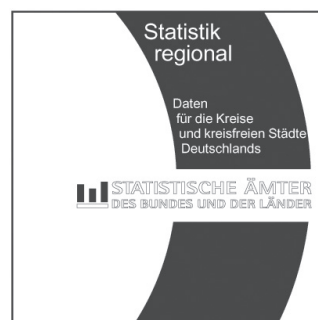 Statistik
regional
Daten
für die Kreise
und kreisfreien Städte
Deutschlands
STATISTISCHE ÄMTER
DES BUNDES UND DER LÄNDER